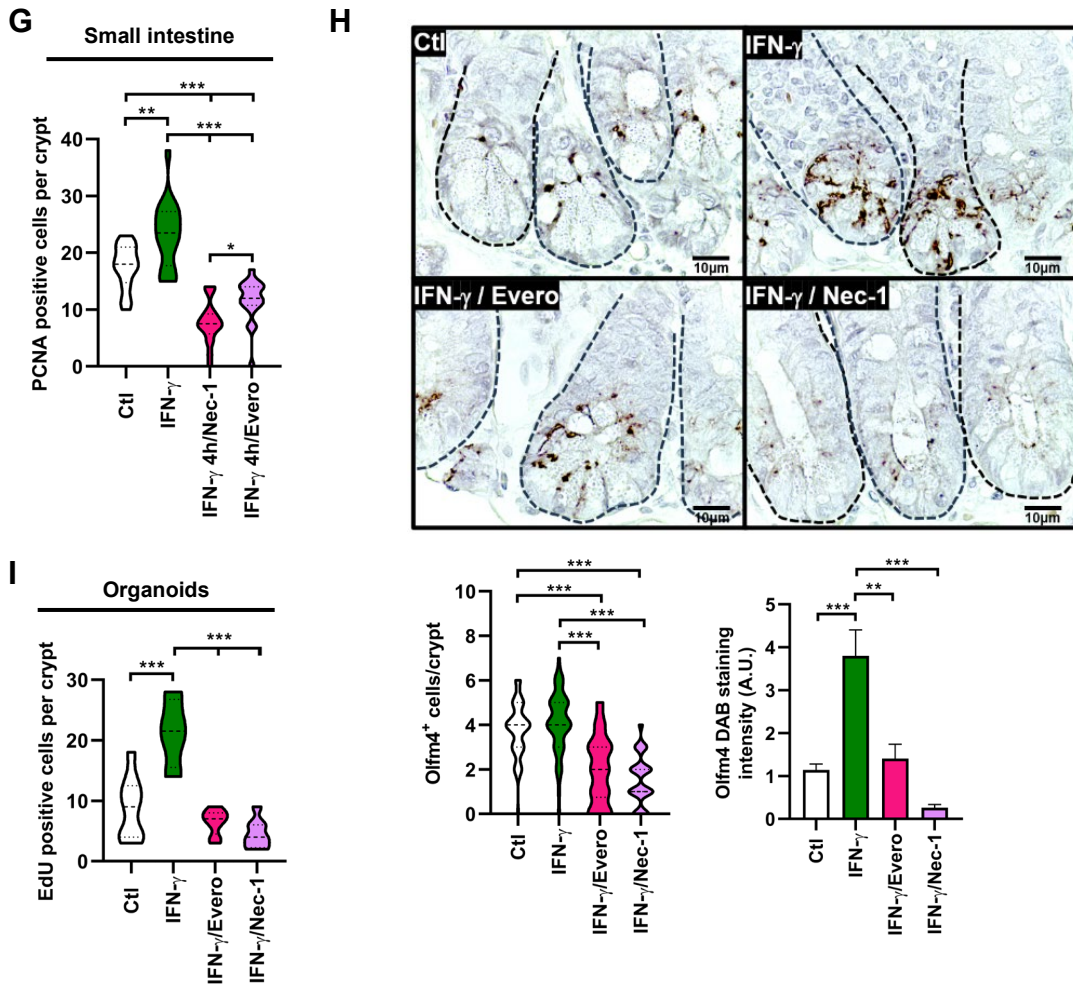 G
Small intestine
PCNA positive cells per crypt
40
30
20
10
0
***
**
***
*
Ctl
IFN-γ
IFN-γ 4h/Nec-1
IFN-γ 4h/Evero
H
Ctl
10μm
IFN-γ
10μm
IFN-γ / Evero
10μm
IFN-γ / Nec-1
10μm
Olfm4⁺ cells/crypt
10
8
6
4
2
0
***
***
***
***
Ctl
IFN-γ
IFN-γ/Evero
IFN-γ/Nec-1
Olfm4 DAB staining
intensity (A.U.)
5
4
3
2
1
0
***
**
***
Ctl
IFN-γ
IFN-γ/Evero
IFN-γ/Nec-1
I
Organoids
EdU positive cells per crypt
30
20
10
0
***
***
Ctl
IFN-γ
IFN-γ/Evero
IFN-γ/Nec-1